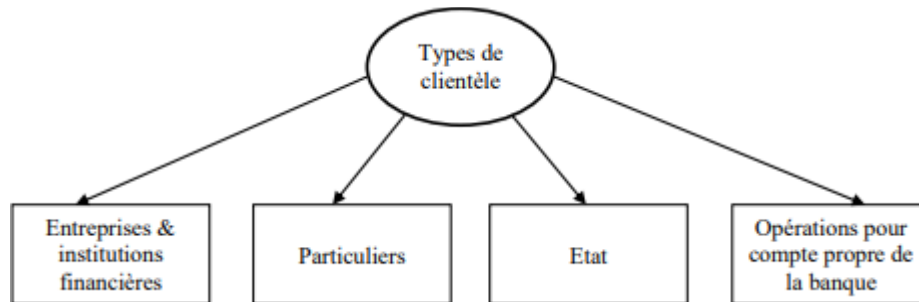 Types de
clientèle
Entreprises &
institutions
financières
Particuliers
Etat
Opérations pour
compte propre de
la banque